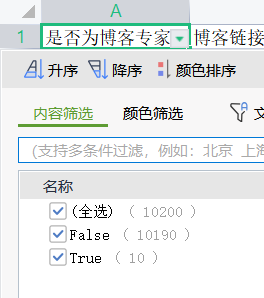 A
1 是否为博客专家 博客链接
升序 降序 颜色排序
内容筛选 颜色筛选
(支持多条件过滤，例如：北京 上海
名称
(全选) ( 10200 )
False ( 10190 )
True ( 10 )